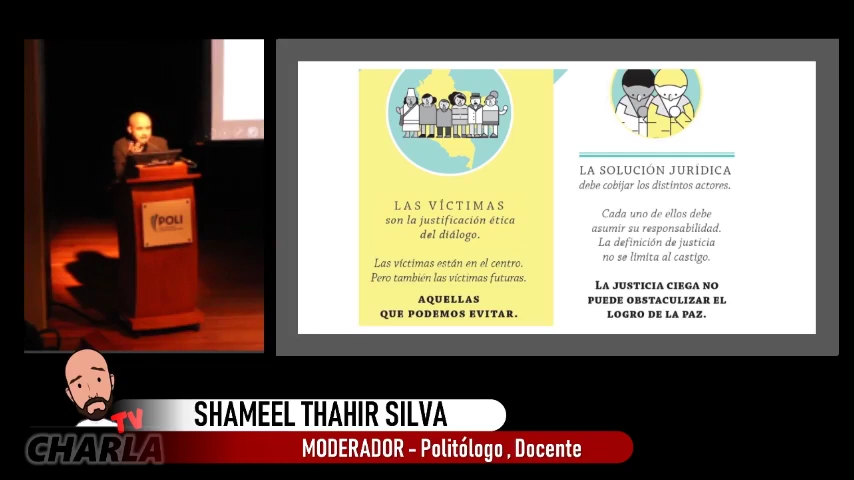 POLI
LAS VÍCTIMAS
son la justificación ética
del diálogo.
Las víctimas están en el centro.
Pero también las víctimas futuras.
AQUELLAS
QUE PODEMOS EVITAR.
LA SOLUCIÓN JURÍDICA
debe cobijar los distintos actores.
Cada uno de ellos debe
asumir su responsabilidad.
La definición de justicia
no se limita al castigo.
LA JUSTICIA CIEGA NO
PUEDE OBSTACULIZAR EL
LOGRO DE LA PAZ.
TV
CHARLA
SHAMEEL THAHIR SILVA
MODERADOR - Politólogo , Docente